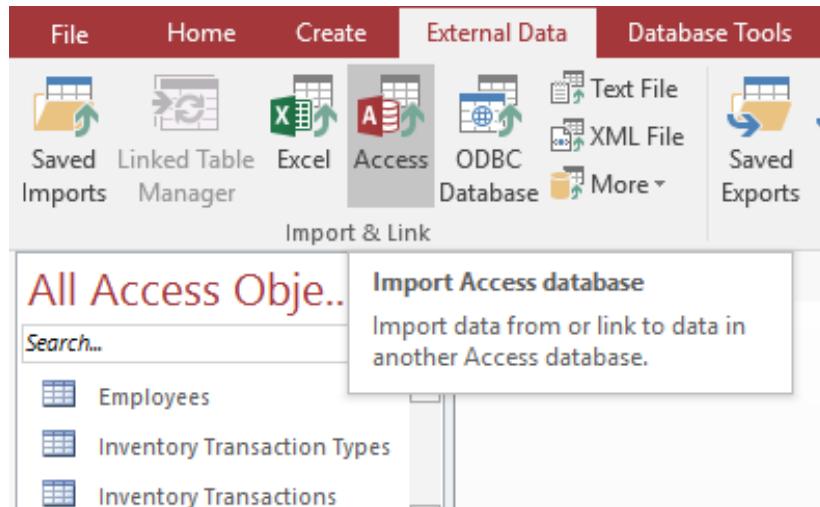 File Home Create External Data Database Tools
Saved Imports
Linked Table Manager
Excel
Access
ODBC Database
Text File
XML File
More
Saved Exports
Import & Link
All Access Obje..
Import Access database
Import data from or link to data in
another Access database.
Search...
Employees
Inventory Transaction Types
Inventory Transactions